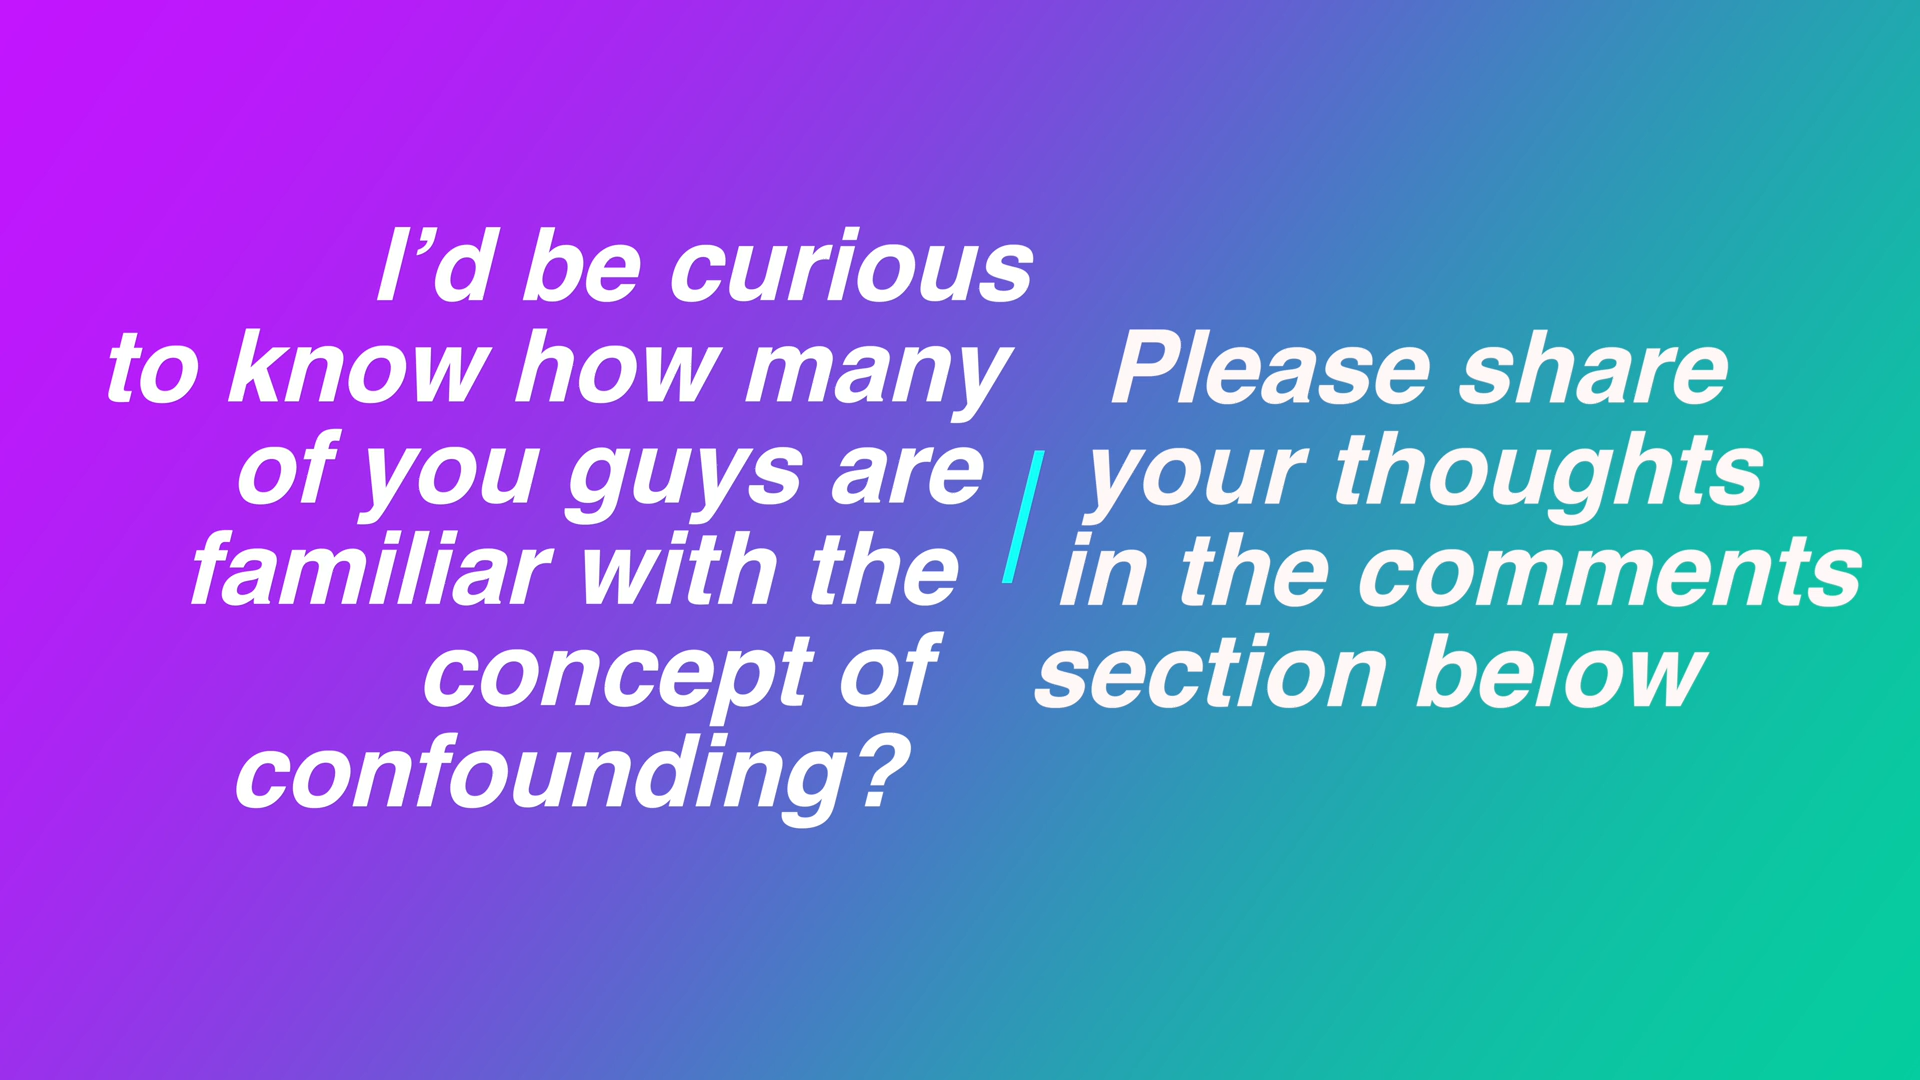 I’d be curious
to know how many
of you guys are
familiar with the
concept of
confounding?
Please share
your thoughts
in the comments
section below